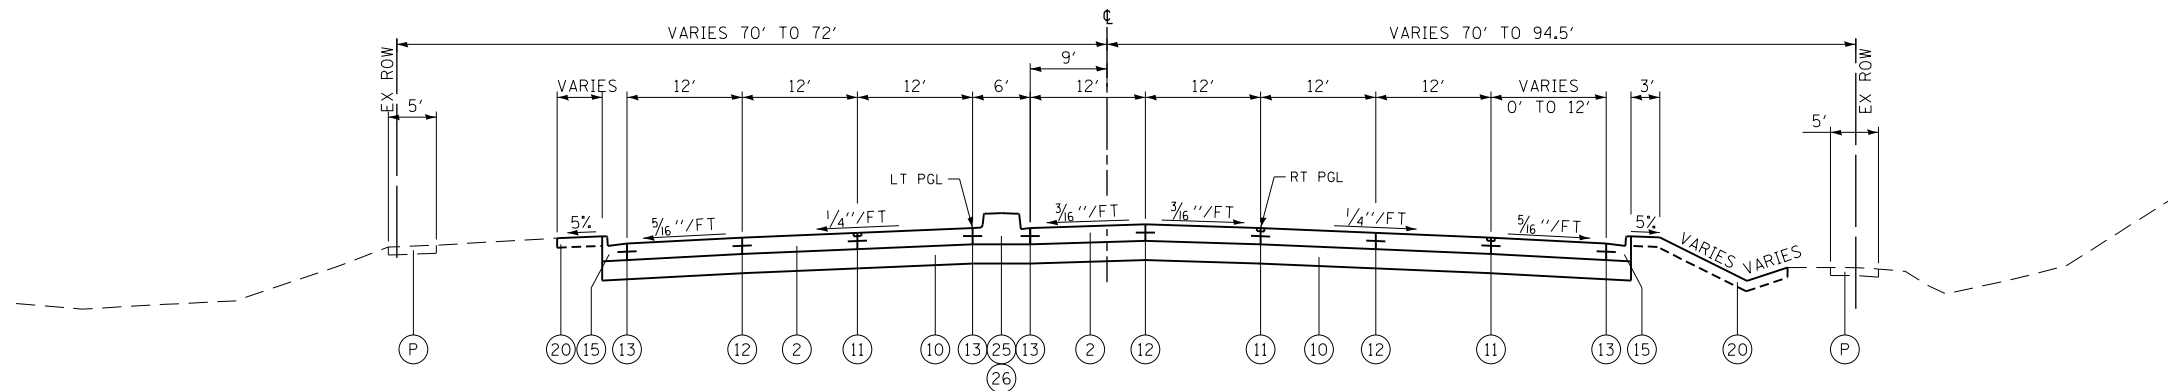 ℄
VARIES 70' TO 72'
VARIES 70' TO 94.5'
EX ROW
9'
EX ROW
VARIES
12'
12'
12'
6'
12'
12'
12'
12'
VARIES
0' TO 12'
3'
5'
5'
LT PGL
RT PGL
5%
5/16"/FT
1/4"/FT
3/16"/FT
3/16"/FT
1/4"/FT
5/16"/FT
5%
VARIES
VARIES
P
20
15
13
12
2
11
10
13
25
13
2
12
11
10
12
11
13
15
20
P
26